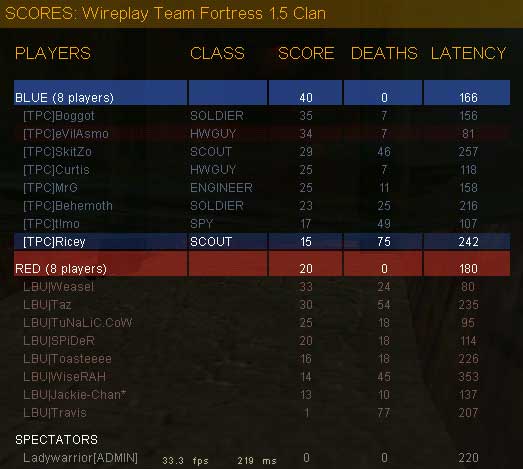 SCORES: Wireplay Team Fortress 1.5 Clan
PLAYERS CLASS SCORE DEATHS LATENCY
BLUE (8 players) 40 0 166
[TPC]Boggot SOLDIER 35 7 156
[TPC]eVilAsmo HWGUY 34 7 81
[TPC]SkitZo SCOUT 29 46 257
[TPC]Curtis HWGUY 25 7 118
[TPC]MrG ENGINEER 25 11 158
[TPC]Behemoth SOLDIER 23 25 216
[TPC]tImo SPY 17 49 107
[TPC]Ricey SCOUT 15 75 242
RED (8 players) 20 0 180
LBU|Weasel 33 24 80
LBU|Taz 30 54 235
LBU|TuNaLiC.CoW 25 18 95
LBU|SPiDeR 20 18 114
LBU|Toasteeee 16 18 226
LBU|WiseRAH 14 45 353
LBU|Jackie-Chan* 13 10 137
LBU|Travis 1 77 207
SPECTATORS
Ladywarrior[ADMIN] 33.3 fps 219 ms 0 0 220